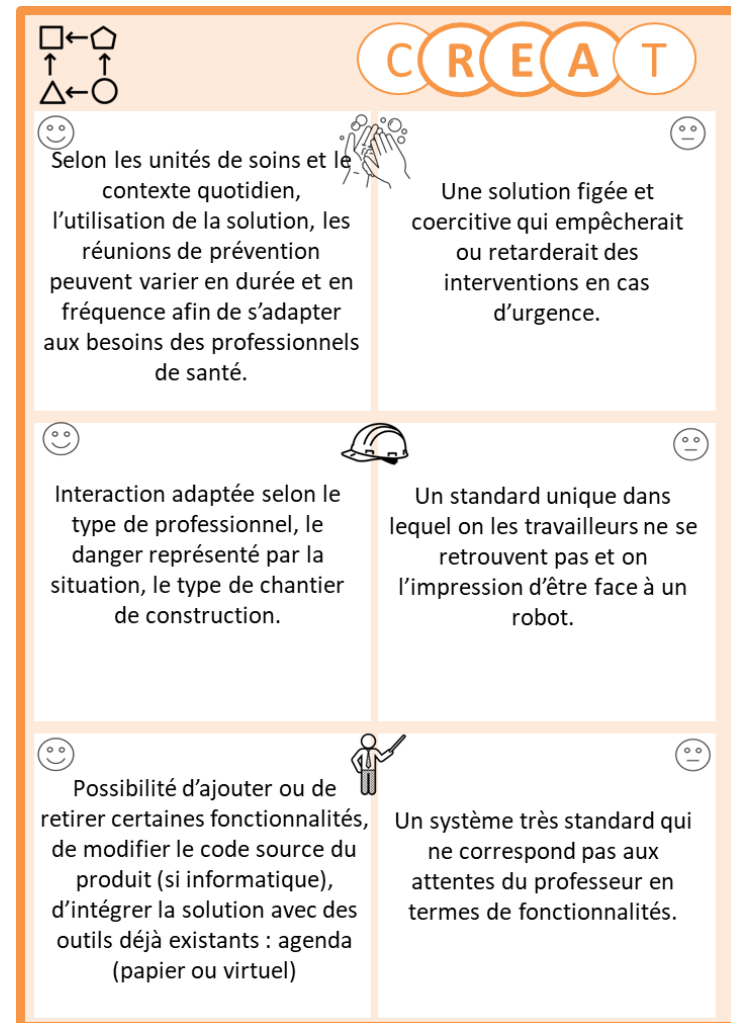 CREAT
Selon les unités de soins et le
contexte quotidien,
l’utilisation de la solution, les
réunions de prévention
peuvent varier en durée et en
fréquence afin de s’adapter
aux besoins des professionnels
de santé.
Une solution figée et
coercitive qui empêcherait
ou retarderait des
interventions en cas
d’urgence.
Interaction adaptée selon le
type de professionnel, le
danger représenté par la
situation, le type de chantier
de construction.
Un standard unique dans
lequel on les travailleurs ne se
retrouvent pas et on
l’impression d’être face à un
robot.
Possibilité d’ajouter ou de
retirer certaines fonctionnalités,
de modifier le code source du
produit (si informatique),
d’intégrer la solution avec des
outils déjà existants : agenda
(papier ou virtuel)
Un système très standard qui
ne correspond pas aux
attentes du professeur en
termes de fonctionnalités.